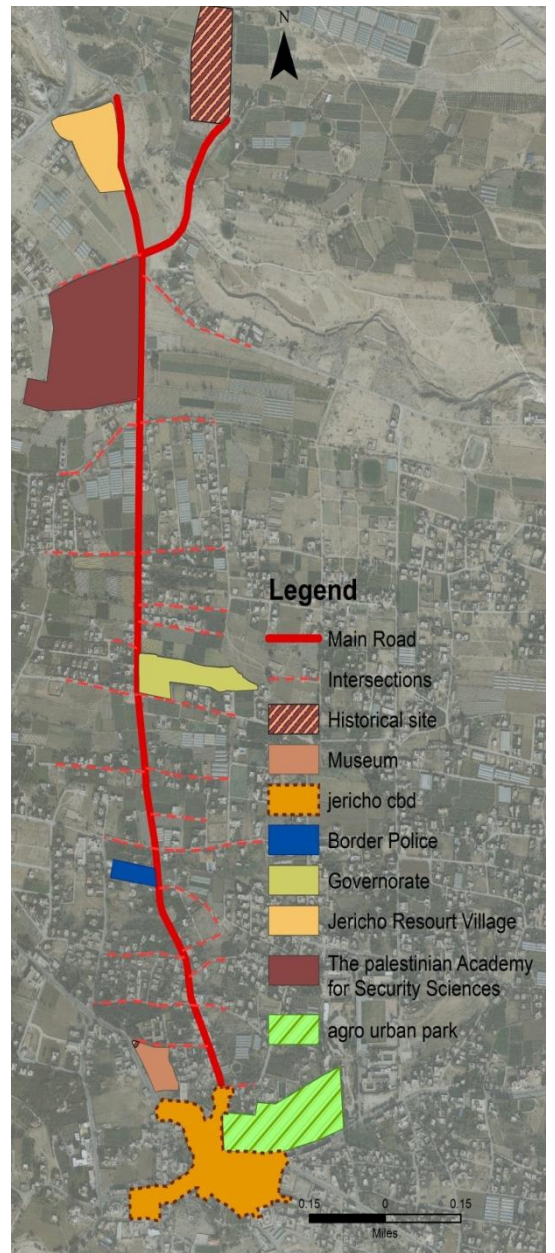 N
Legend
Main Road
Intersections
Historical site
Museum
jericho cbd
Border Police
Governorate
Jericho Resourt Village
The palestinian Academy
for Security Sciences
agro urban park
0.15 0 0.15
Miles